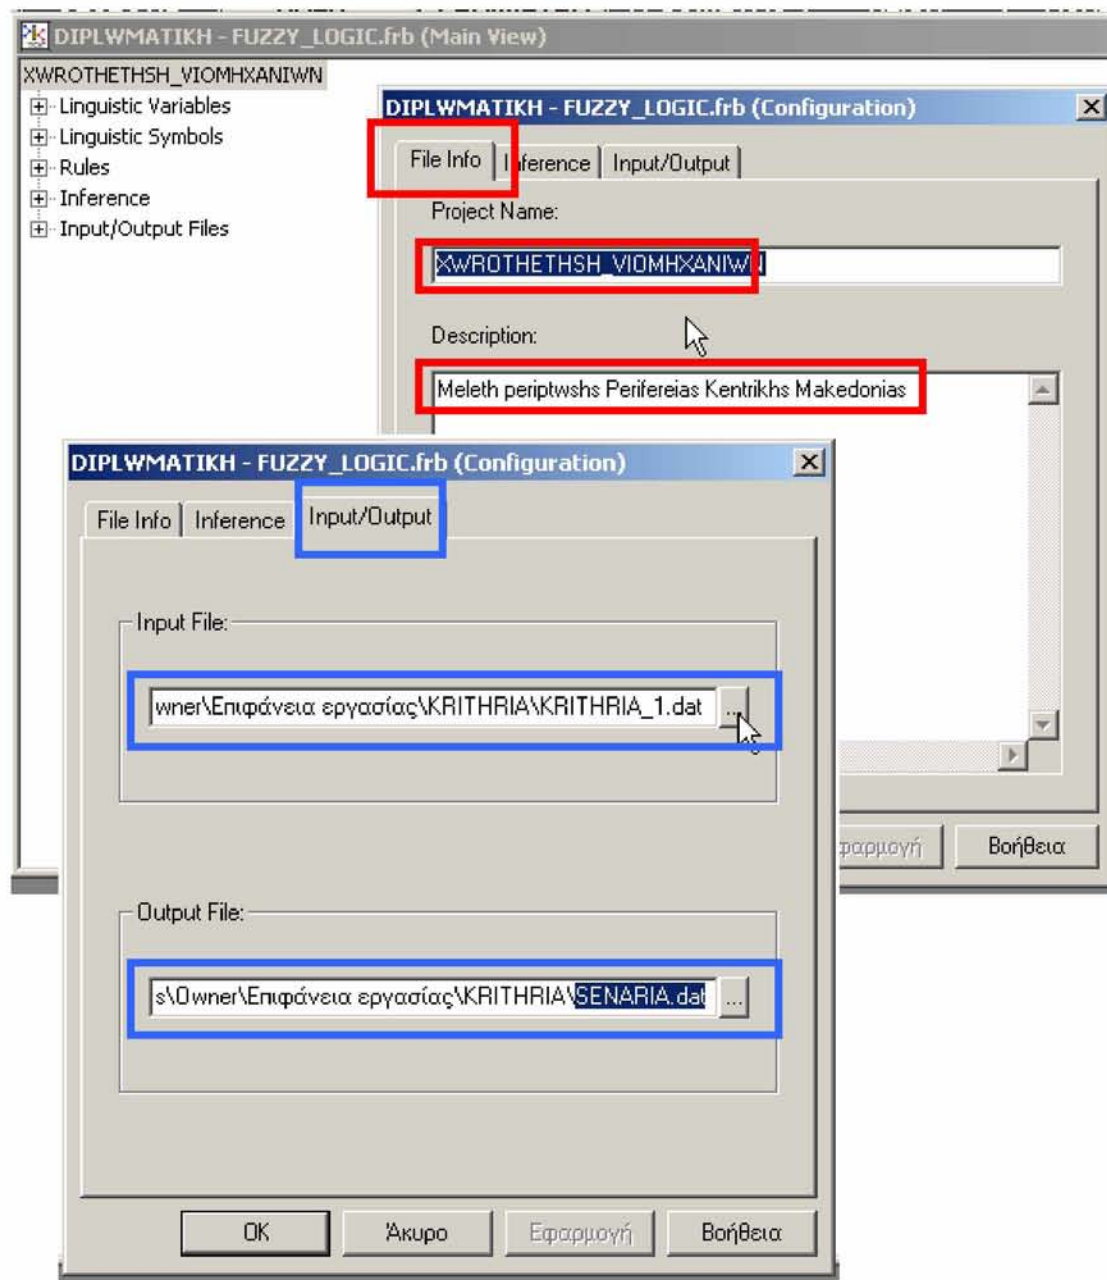 DIPLWMATIKH - FUZZY_LOGIC.frb (Main View)
XWROTHETHSH_VIOMHXANIWN
Linguistic Variables
Linguistic Symbols
Rules
Inference
Input/Output Files
DIPLWMATIKH - FUZZY_LOGIC.frb (Configuration)
File Info Inference Input/Output
Project Name:
XWROTHETHSH_VIOMHXANIWN
Description:
Meleth periptwshs Perifereias Kentrikhs Makedonias
Βοήθεια
DIPLWMATIKH - FUZZY_LOGIC.frb (Configuration)
File Info Inference Input/Output
Input File:
wner\Επιφάνεια εργασίας\KRITHRIA\KRITHRIA_1.dat ...
Output File:
s\Owner\Επιφάνεια εργασίας\KRITHRIA\SENARIA.dat ...
OK Άκυρο Εφαρμογή Βοήθεια